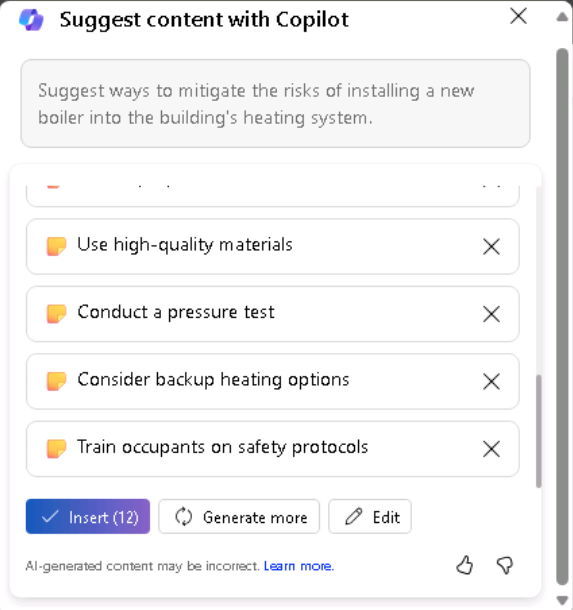 Suggest content with Copilot
Suggest ways to mitigate the risks of installing a new
boiler into the building's heating system.
Use high-quality materials
Conduct a pressure test
Consider backup heating options
Train occupants on safety protocols
Insert (12)
Generate more
Edit
AI-generated content may be incorrect. Learn more.